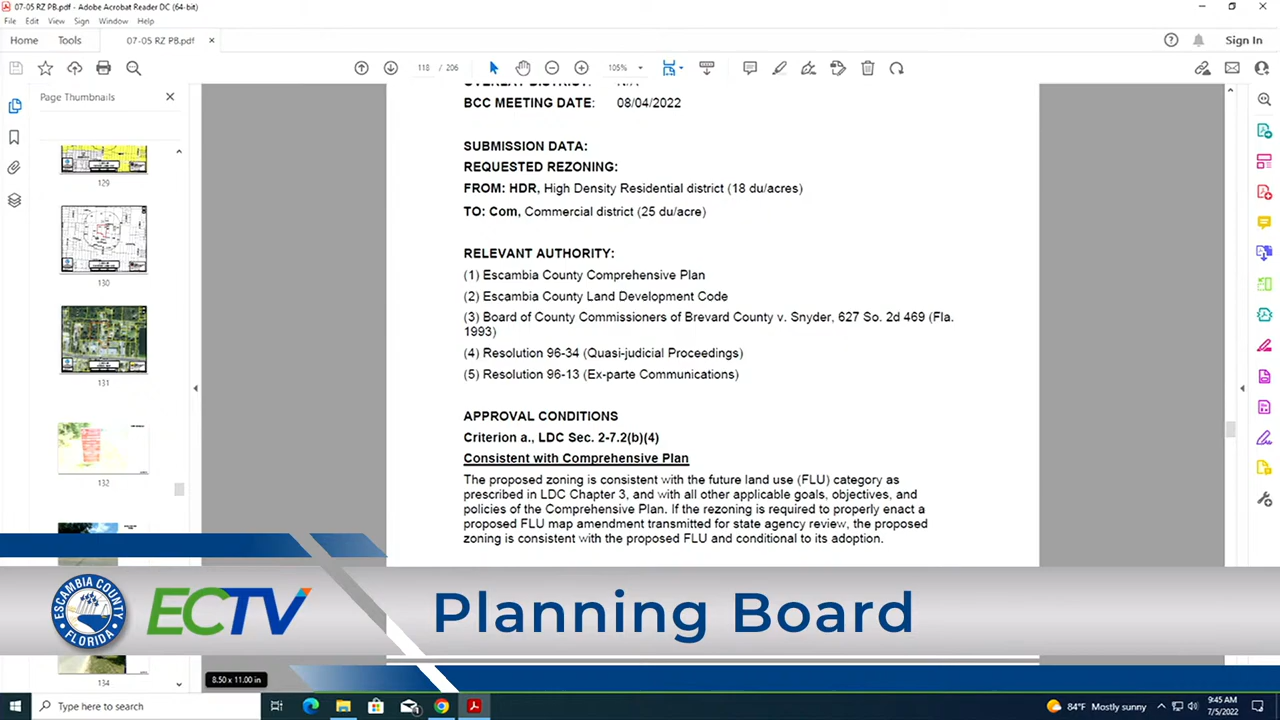 07-05 RZ PB.pdf - Adobe Acrobat Reader DC (64-bit)
File Edit View Sign Window Help
Home Tools 07-05 RZ PB.pdf × Sign In
118 / 206 105%
Page Thumbnails
129
130
131
132
134
BCC MEETING DATE: 08/04/2022
SUBMISSION DATA:
REQUESTED REZONING:
FROM: HDR, High Density Residential district (18 du/acres)
TO: Com, Commercial district (25 du/acre)
RELEVANT AUTHORITY:
(1) Escambia County Comprehensive Plan
(2) Escambia County Land Development Code
(3) Board of County Commissioners of Brevard County v. Snyder, 627 So. 2d 469 (Fla.
1993)
(4) Resolution 96-34 (Quasi-judicial Proceedings)
(5) Resolution 96-13 (Ex-parte Communications)
APPROVAL CONDITIONS
Criterion a., LDC Sec. 2-7.2(b)(4)
Consistent with Comprehensive Plan
The proposed zoning is consistent with the future land use (FLU) category as
prescribed in LDC Chapter 3, and with all other applicable goals, objectives, and
policies of the Comprehensive Plan. If the rezoning is required to properly enact a
proposed FLU map amendment transmitted for state agency review, the proposed
zoning is consistent with the proposed FLU and conditional to its adoption.
ESCAMBIA COUNTY
FLORIDA
ECTV
Planning Board
8.50 x 11.00 in
Type here to search
84°F Mostly sunny
9:45 AM
7/5/2022